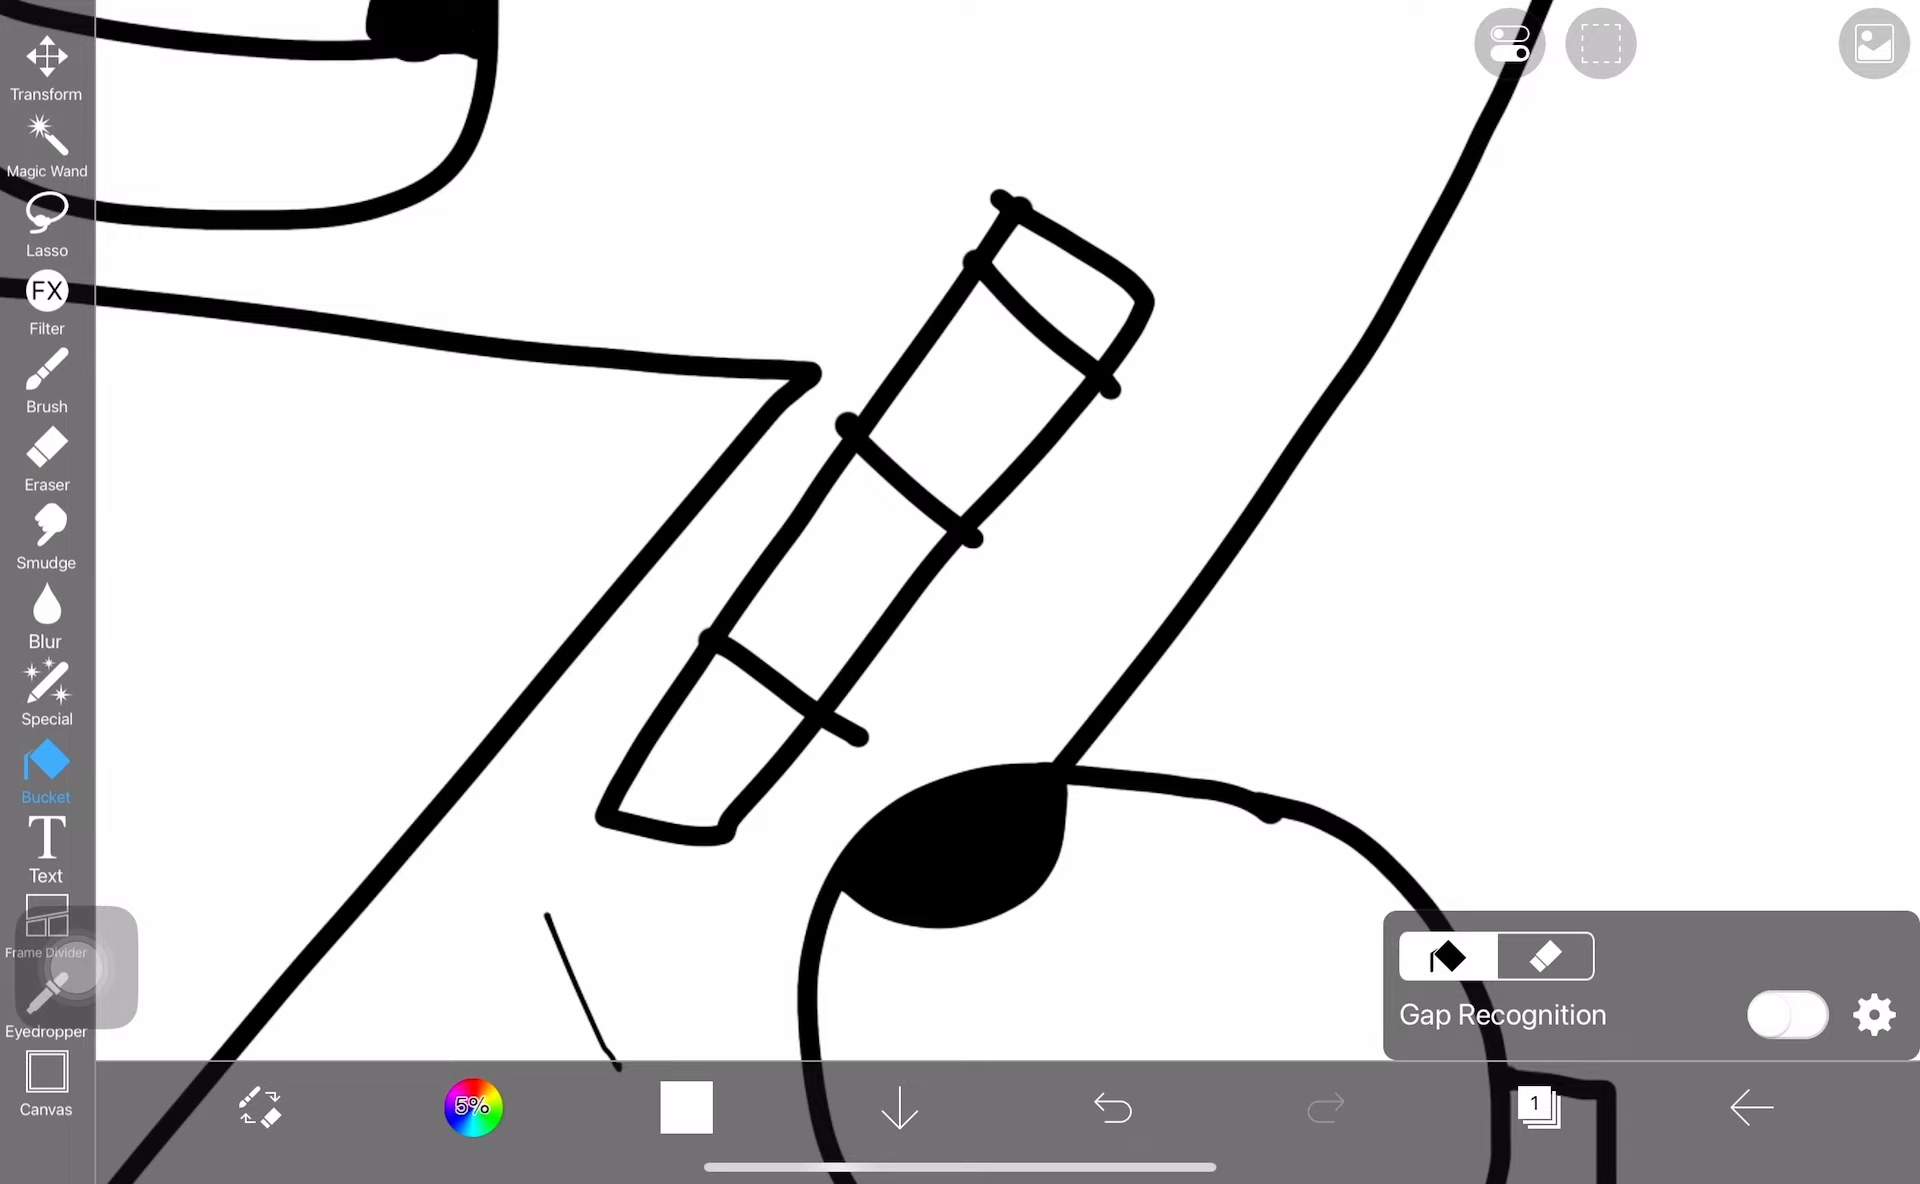 Transform
Magic Wand
Lasso
FX
Filter
Brush
Eraser
Smudge
Blur
Special
Bucket
T
Text
Frame Divider
Eyedropper
Canvas
Gap Recognition
5%
1